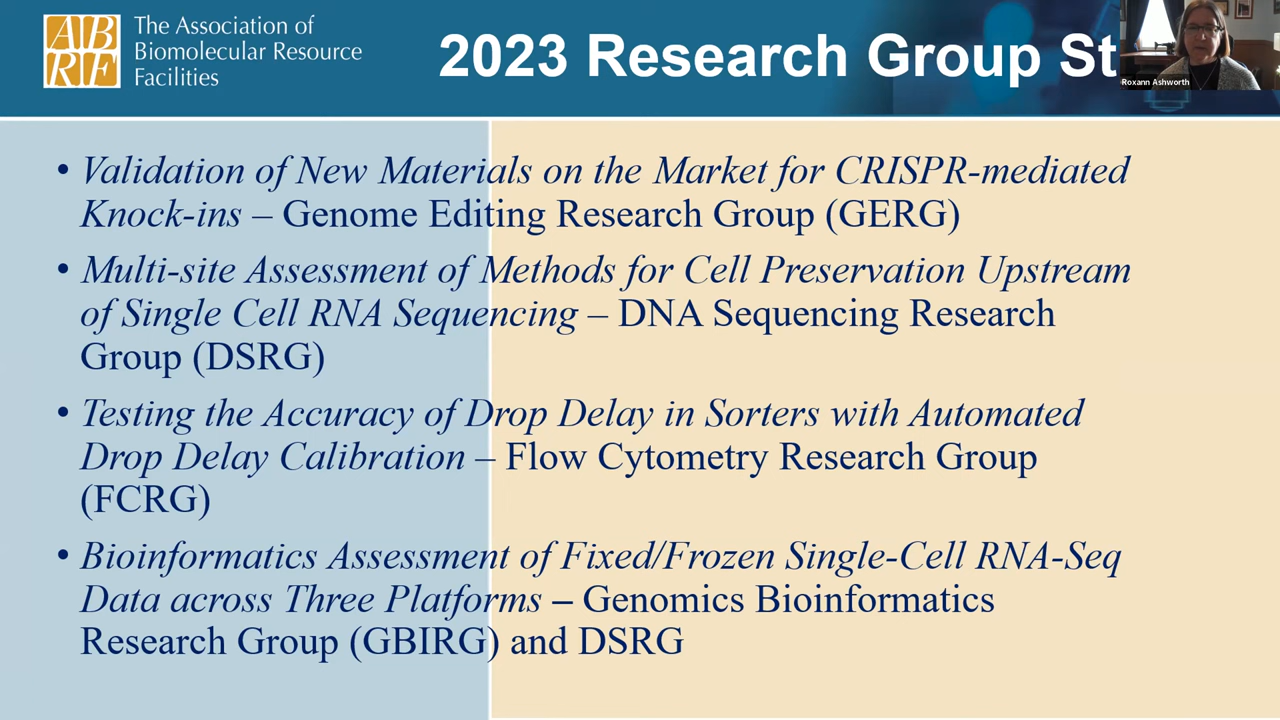 ABRF
The Association of
Biomolecular Resource
Facilities
2023 Research Group St
Roxann Ashworth
• Validation of New Materials on the Market for CRISPR-mediated
Knock-ins – Genome Editing Research Group (GERG)
• Multi-site Assessment of Methods for Cell Preservation Upstream
of Single Cell RNA Sequencing – DNA Sequencing Research
Group (DSRG)
• Testing the Accuracy of Drop Delay in Sorters with Automated
Drop Delay Calibration – Flow Cytometry Research Group
(FCRG)
• Bioinformatics Assessment of Fixed/Frozen Single-Cell RNA-Seq
Data across Three Platforms – Genomics Bioinformatics
Research Group (GBIRG) and DSRG